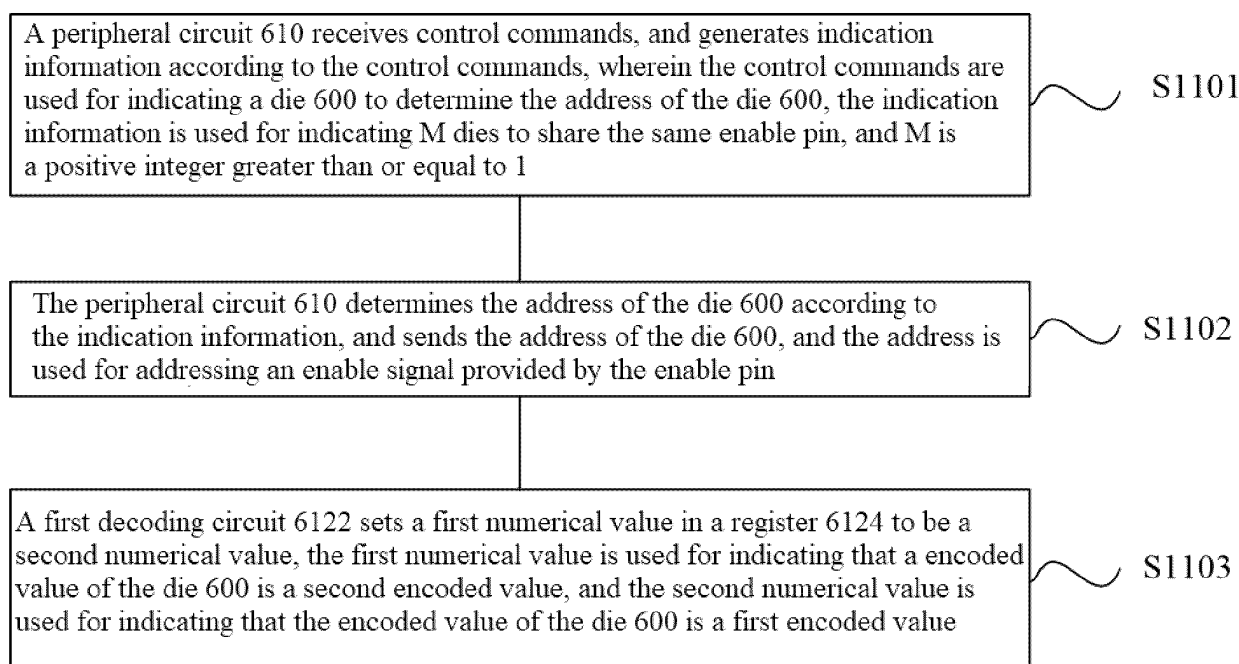 A peripheral circuit 610 receives control commands, and generates indication
information according to the control commands, wherein the control commands are
used for indicating a die 600 to determine the address of the die 600, the indication
information is used for indicating M dies to share the same enable pin, and M is
a positive integer greater than or equal to 1
S1101
The peripheral circuit 610 determines the address of the die 600 according to
the indication information, and sends the address of the die 600, and the address is
used for addressing an enable signal provided by the enable pin
S1102
A first decoding circuit 6122 sets a first numerical value in a register 6124 to be a
second numerical value, the first numerical value is used for indicating that a encoded
value of the die 600 is a second encoded value, and the second numerical value is
used for indicating that the encoded value of the die 600 is a first encoded value
S1103